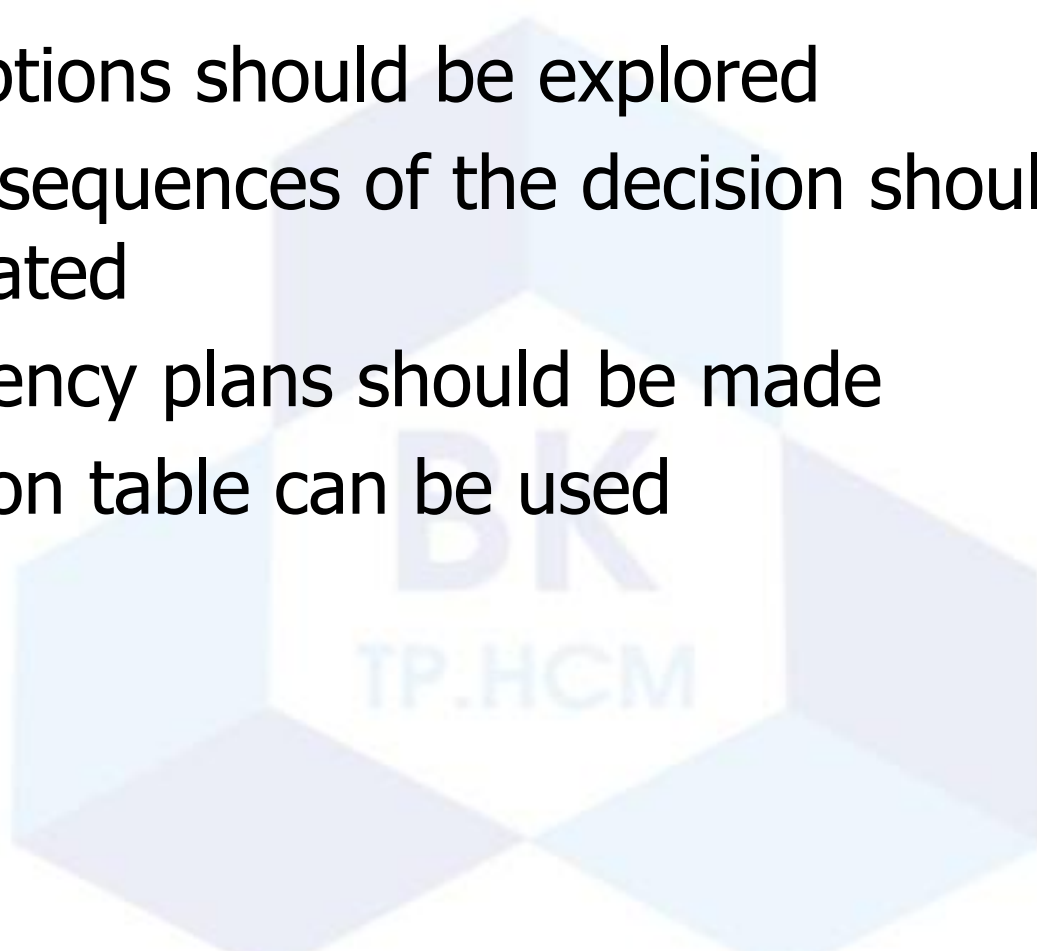 ptions should be explored
sequences of the decision shoul
ated
ency plans should be made
on table can be used
BK
TP.HCM